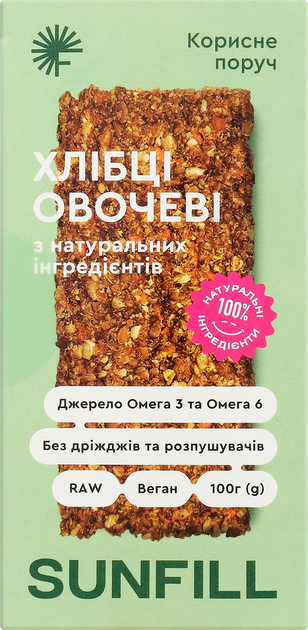 Корисне
поруч
ХЛІБЦІ
ОВОЧЕВІ
з натуральних
інгредієнтів
НАТУРАЛЬНІ
100%
ІНГРЕДІЄНТИ
Джерело Омега 3 та Омега 6
Без дріжджів та розпушувачів
RAW Веган 100г (g)
SUNFILL